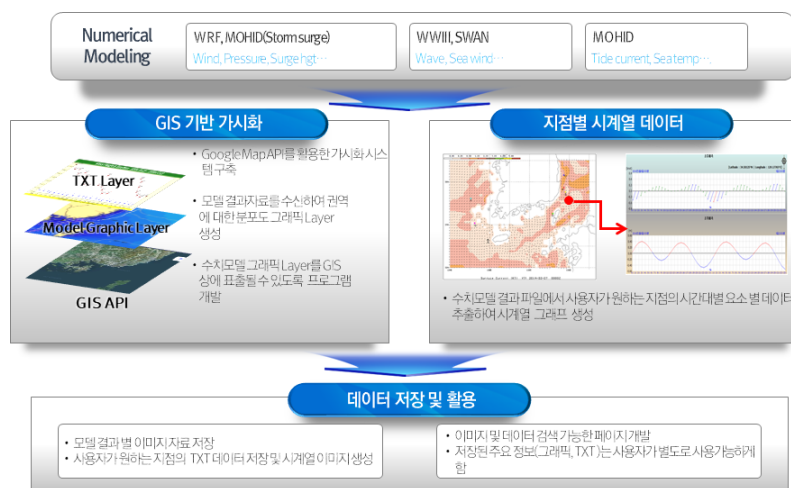 Numerical
Modeling
WRF, MOHID(Storm surge)
Wind, Pressure, Surge hgt…
WWIII, SWAN
Wave, Sea wind…
MOHID
Tide current, Sea temp…
GIS 기반 가시화
TXT Layer
Model Graphic Layer
GIS API
• Google Map API를 활용한 가시화 시스
템 구축
• 모델 결과자료를 수신하여 권역
에 대한 분포도 그래픽 Layer
생성
• 수치모델 그래픽 Layer를 GIS
상에 표출될 수 있도록 프로그램
개발
지점별 시계열 데이터
• 수치모델 결과 파일에서 사용자가 원하는 지점의 시간대별 요소 별 데이터
추출하여 시계열 그래프 생성
데이터 저장 및 활용
• 모델 결과 별 이미지 자료 저장
• 사용자가 원하는 지점의 TXT 데이터 저장 및 시계열 이미지 생성
• 이미지 및 데이터 검색 가능한 페이지 개발
• 저장된 주요 정보(그래픽, TXT)는 사용자가 별도로 사용가능하게
함